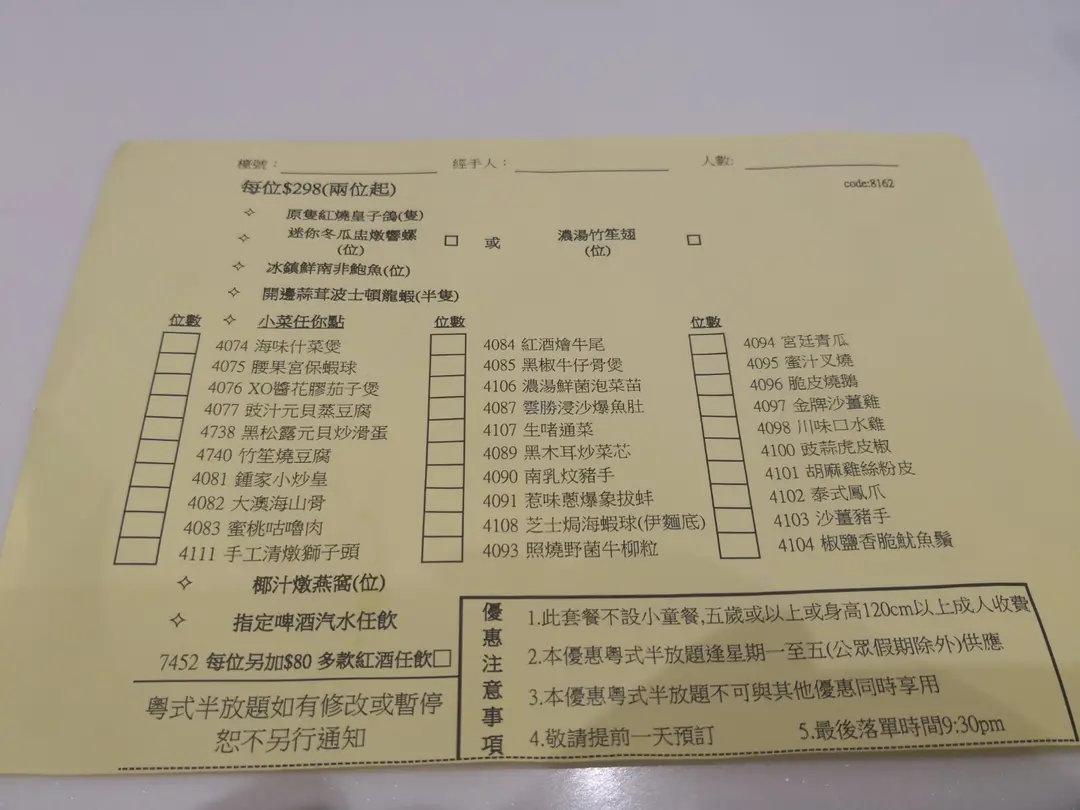 檯號：
經手人：
人數:
每位$298(兩位起)
code:8162
✧ 原隻紅燒皇子鴿(隻)
✧ 迷你冬瓜盅燉響螺(位) □ 或 濃湯竹笙翅(位) □
✧ 冰鎮鮮南非鮑魚(位)
✧ 開邊蒜茸波士頓龍蝦(半隻)
✧ 小菜任你點
位數
4074 海味什菜煲
4075 腰果宮保蝦球
4076 XO醬花膠茄子煲
4077 豉汁元貝蒸豆腐
4738 黑松露元貝炒滑蛋
4740 竹笙燒豆腐
4081 鍾家小炒皇
4082 大澳海山骨
4083 蜜桃咕嚕肉
4111 手工清燉獅子頭
位數
4084 紅酒燴牛尾
4085 黑椒牛仔骨煲
4106 濃湯鮮菌泡菜苗
4087 雲勝浸沙爆魚肚
4107 生啫通菜
4089 黑木耳炒菜芯
4090 南乳炆豬手
4091 惹味蔥爆象拔蚌
4108 芝士焗海蝦球(伊麵底)
4093 照燒野菌牛柳粒
位數
4094 宮廷青瓜
4095 蜜汁叉燒
4096 脆皮燒鵝
4097 金牌沙薑雞
4098 川味口水雞
4100 豉蒜虎皮椒
4101 胡麻雞絲粉皮
4102 泰式鳳爪
4103 沙薑豬手
4104 椒鹽香脆魷魚鬚
✧ 椰汁燉燕窩(位)
✧ 指定啤酒汽水任飲
7452 每位另加$80 多款紅酒任飲□
粵式半放題如有修改或暫停
恕不另行通知
優惠注意事項
1.此套餐不設小童餐,五歲或以上或身高120cm以上成人收費
2.本優惠粵式半放題逢星期一至五(公眾假期除外)供應
3.本優惠粵式半放題不可與其他優惠同時享用
4.敬請提前一天預訂
5.最後落單時間9:30pm